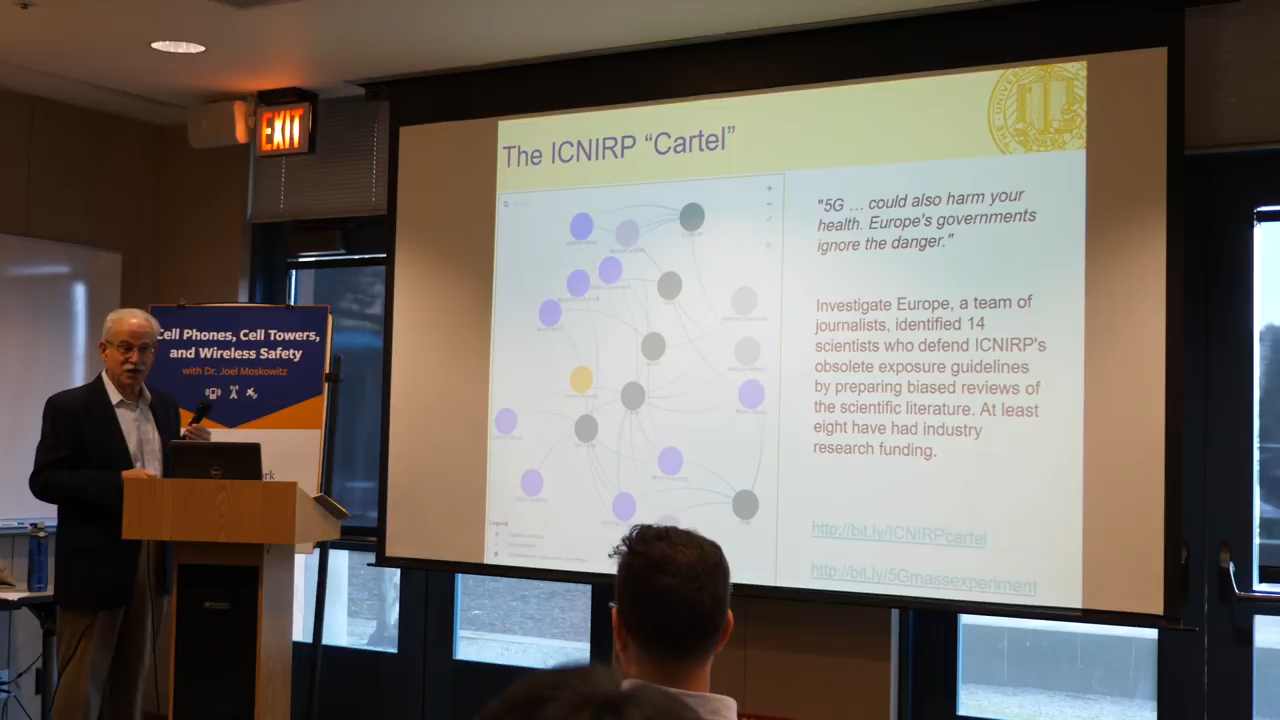 EXIT
The ICNIRP “Cartel”
"5G ... could also harm your
health. Europe's governments
ignore the danger."
Investigate Europe, a team of
journalists, identified 14
scientists who defend ICNIRP's
obsolete exposure guidelines
by preparing biased reviews of
the scientific literature. At least
eight have had industry
research funding.
http://bit.ly/ICNIRPcartel
http://bit.ly/5Gmassexperiment
Legend
Cell Phones, Cell Towers,
and Wireless Safety
with Dr. Joel Moskowitz